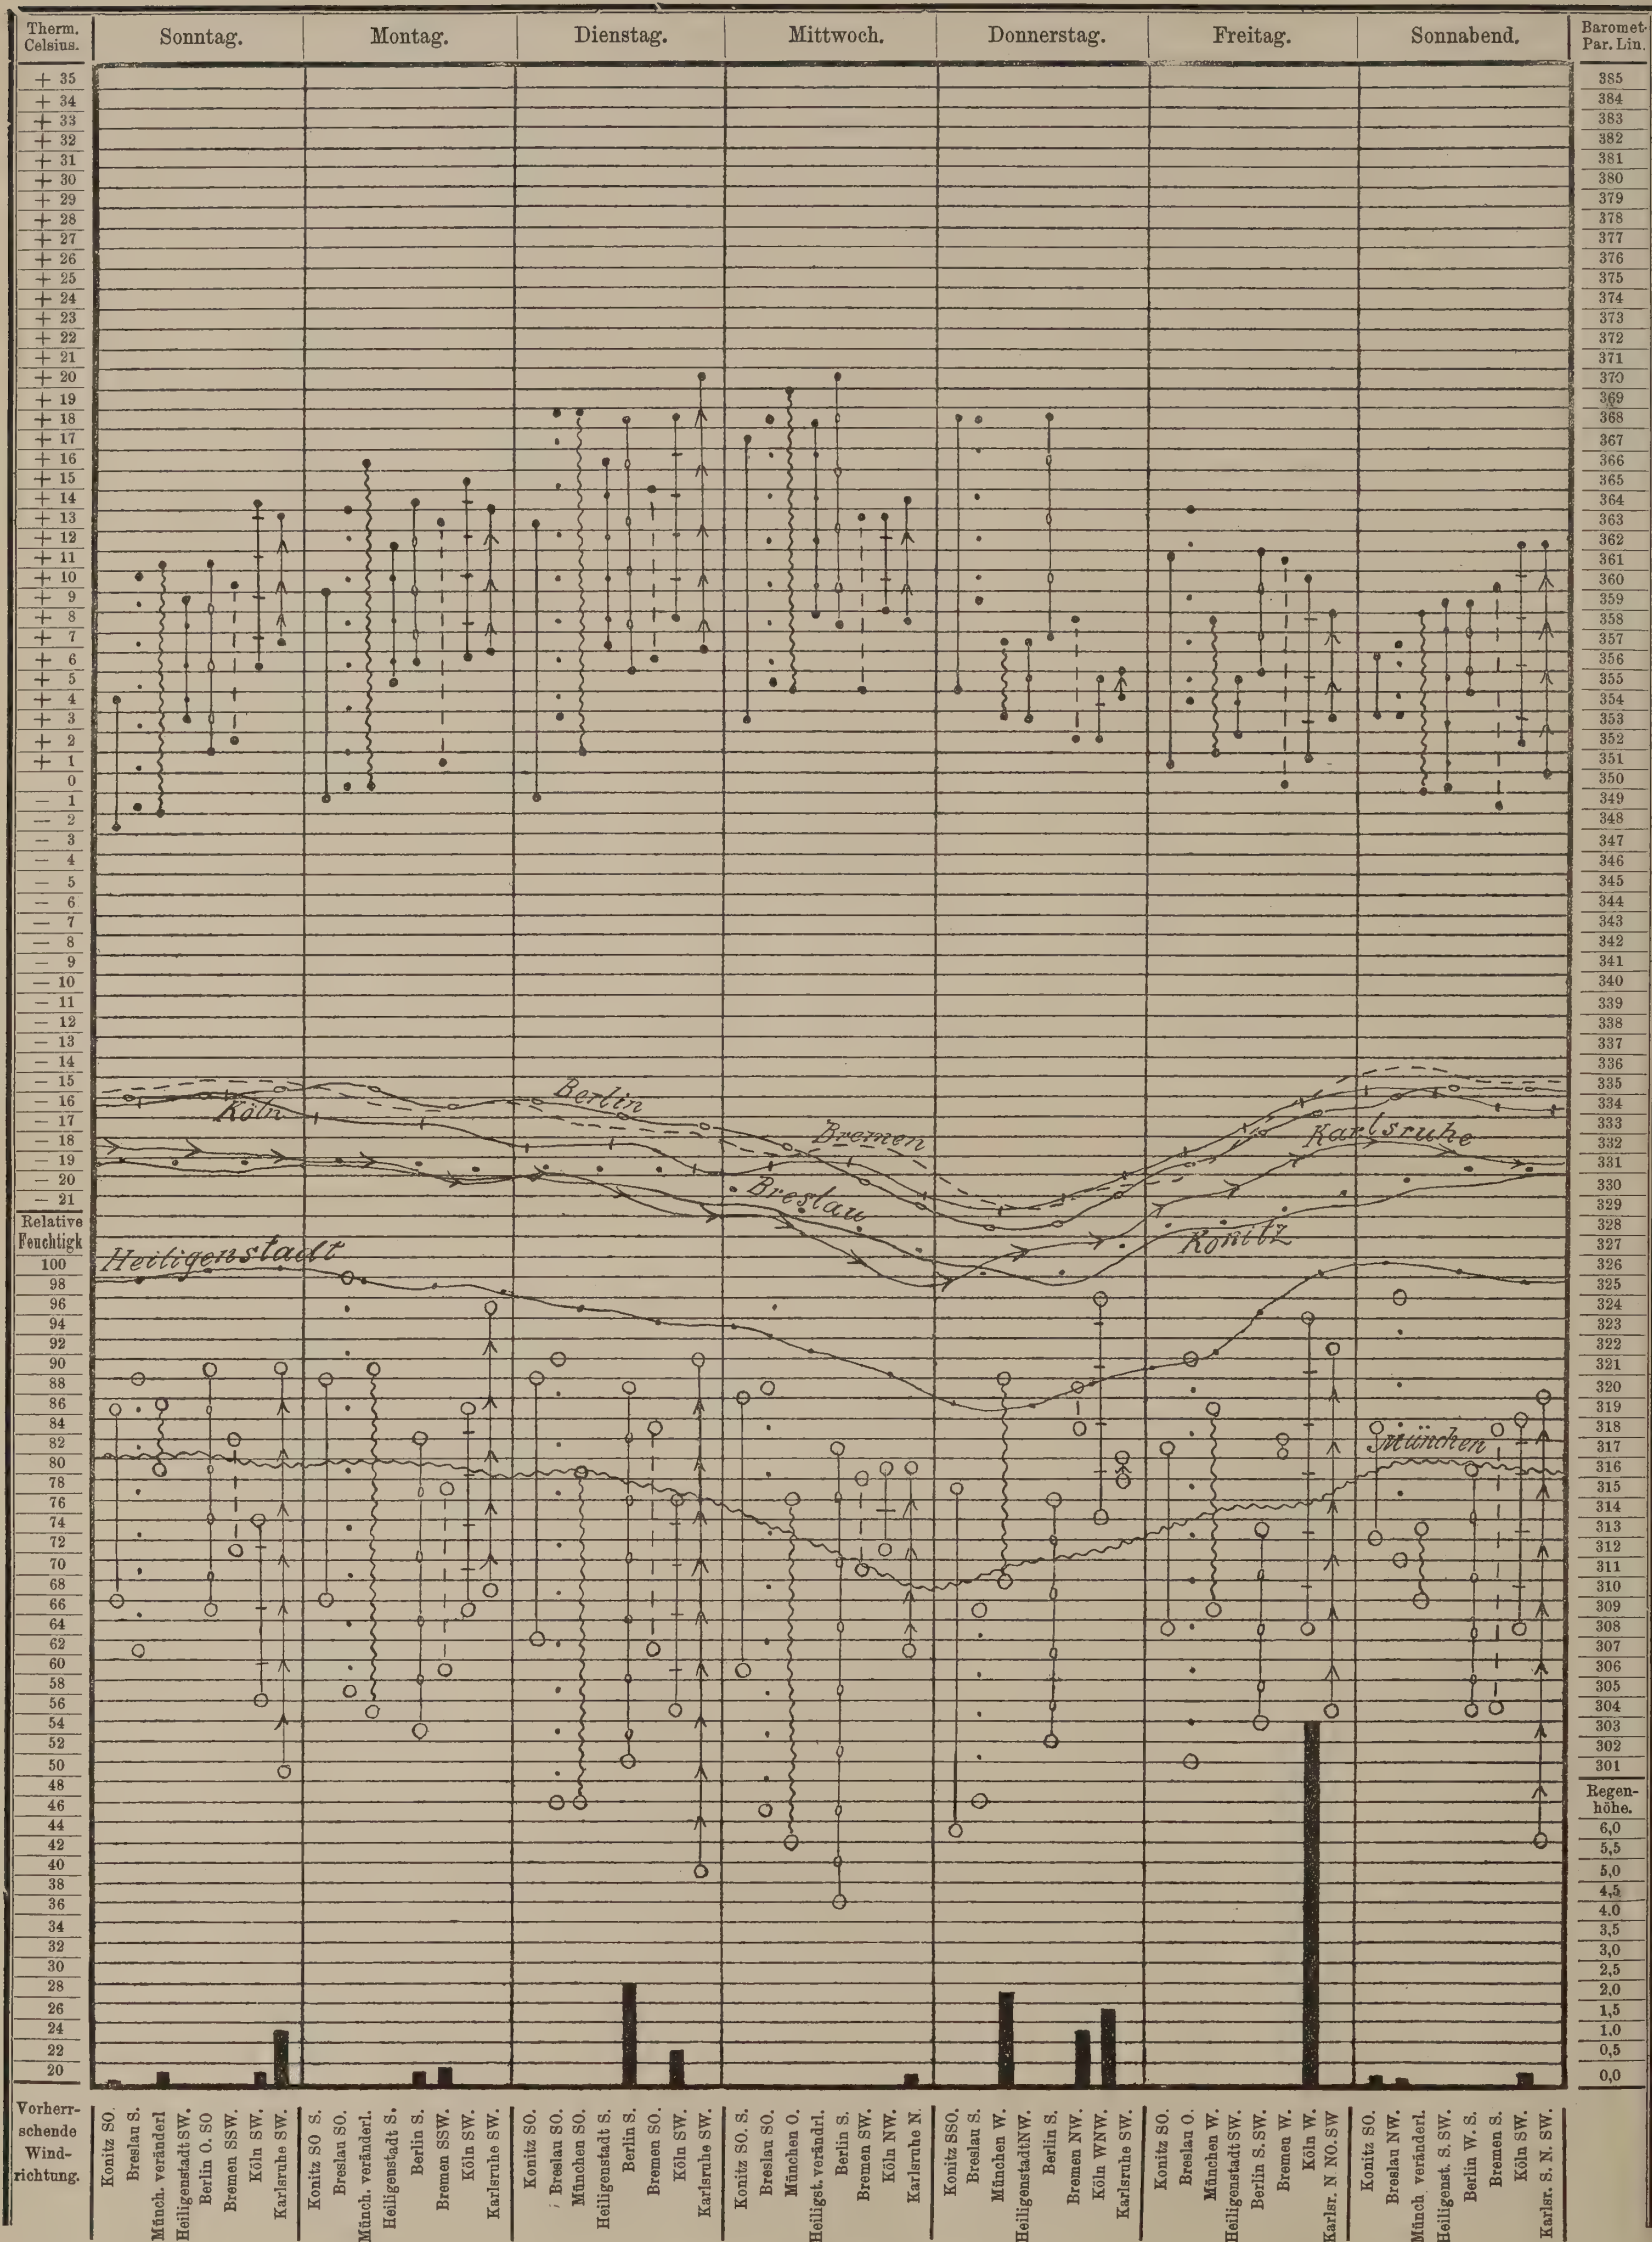 Therm.
Celsius.
Sonntag.
Montag.
Dienstag.
Mittwoch.
Donnerstag.
Freitag.
Sonnabend.
Baromet.
Par. Lin.
+ 35
+ 34
+ 33
+ 32
+ 31
+ 30
+ 29
+ 28
+ 27
+ 26
+ 25
+ 24
+ 23
+ 22
+ 21
+ 20
+ 19
+ 18
+ 17
+ 16
+ 15
+ 14
+ 13
+ 12
+ 11
+ 10
+ 9
+ 8
+ 7
+ 6
+ 5
+ 4
+ 3
+ 2
+ 1
0
— 1
— 2
— 3
— 4
— 5
— 6
— 7
— 8
— 9
— 10
— 11
— 12
— 13
— 14
— 15
— 16
— 17
— 18
— 19
— 20
— 21
Relative
Feuchtigk
100
98
96
94
92
90
88
86
84
82
80
78
76
74
72
70
68
66
64
62
60
58
56
54
52
50
48
46
44
42
40
38
36
34
32
30
28
26
24
22
20
Köln
Berlin
Bremen
Karlsruhe
Breslau
Konitz
Heiligenstadt
München
385
384
383
382
381
380
379
378
377
376
375
374
373
372
371
370
369
368
367
366
365
364
363
362
361
360
359
358
357
356
355
354
353
352
351
350
349
348
347
346
345
344
343
342
341
340
339
338
337
336
335
334
333
332
331
330
329
328
327
326
325
324
323
322
321
320
319
318
317
316
315
314
313
312
311
310
309
308
307
306
305
304
303
302
301
Regen-
höhe.
6,0
5,5
5,0
4,5
4.0
3,5
3,0
2,5
2,0
1,5
1.0
0,5
0,0
Vorherr-
schende
Wind-
richtung.
Konitz SO.
Breslau S.
Münch. veränderl
Heiligenstadt SW.
Berlin O. SO
Bremen SSW.
Köln SW.
Karlsruhe SW.
Konitz SO S.
Breslau SO.
Münch. veränderl.
Heiligenstadt S.
Berlin S.
Bremen SSW.
Köln SW.
Karlsruhe SW.
Konitz SO.
Breslau SO.
München SO.
Heiligenstadt S.
Berlin S.
Bremen SO.
Köln SW.
Karlsruhe SW.
Konitz SO. S.
Breslau SO.
München O.
Heiligst. veränderl.
Berlin S.
Bremen SW.
Köln NW.
Karlsruhe N.
Konitz SSO.
Breslau S.
München W.
Heiligenstadt NW.
Berlin S.
Bremen NW.
Köln WNW.
Karlsruhe SW.
Konitz SO.
Breslau O.
München W.
Heiligenstadt SW.
Berlin S. SW.
Bremen W.
Köln W.
Karlsr. N NO. SW
Konitz SO.
Breslau NW.
Münch veränderl.
Heiligenst. S. SW.
Berlin W. S.
Bremen S.
Köln SW.
Karlsr. S. N. SW.